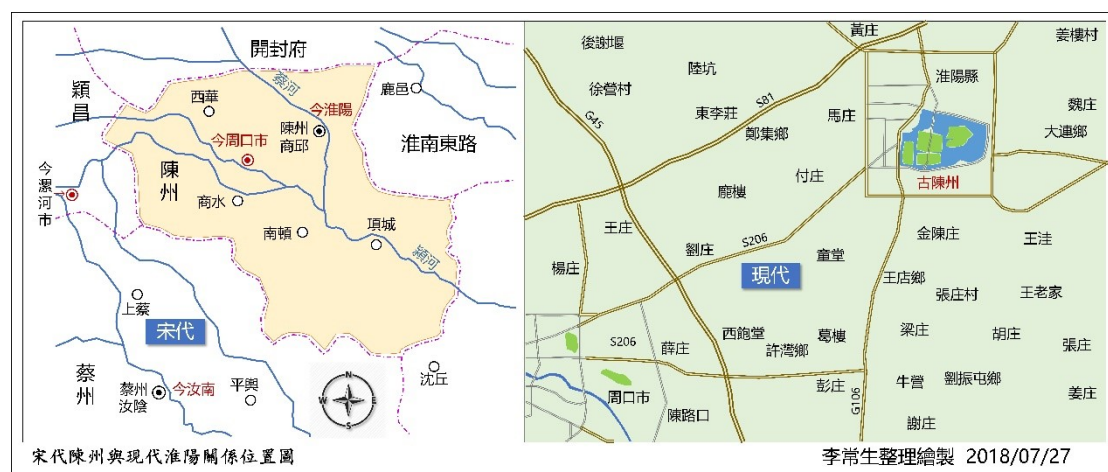 開封府
潁昌
蔡河
鹿邑
西華
今淮陽
陳州
商邱
淮南東路
今周口市
今漯河市
陳州
商水
南頓
項城
潁河
上蔡
宋代
蔡州
蔡州
汝陰
今汝南
平輿
沈丘
N
W
E
S
宋代陳州與現代淮陽關係位置圖
黃庄
姜樓村
後謝堰
陸坑
淮陽縣
徐營村
S81
東李莊
馬庄
魏庄
G45
鄭集鄉
大連鄉
付庄
古陳州
王庄
劉庄
S206
金陳庄
王洼
童堂
楊庄
現代
王店鄉
張庄村
王老家
西飽堂
葛樓
梁庄
胡庄
S206
薛庄
許灣鄉
張庄
周口市
彭庄
牛營
劉振屯鄉
姜庄
陳路口
G106
謝庄
李常生整理繪製 2018/07/27